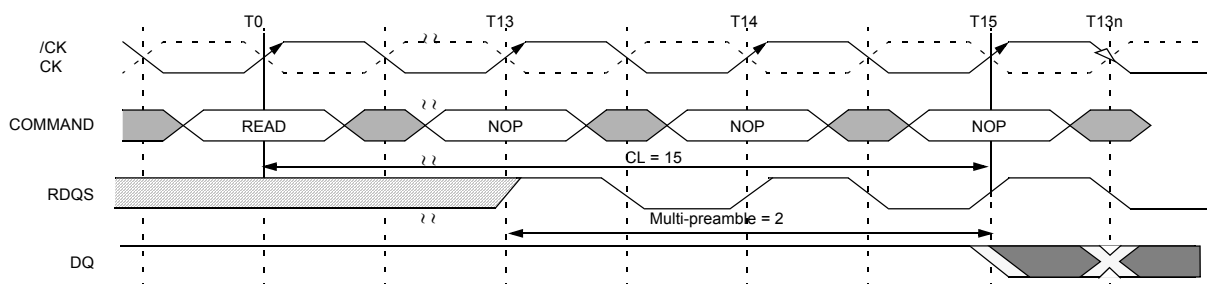 T0 T13 T14 T15 T13n
/CK
CK
COMMAND READ NOP NOP NOP
CL = 15
RDQS
Multi-preamble = 2
DQ